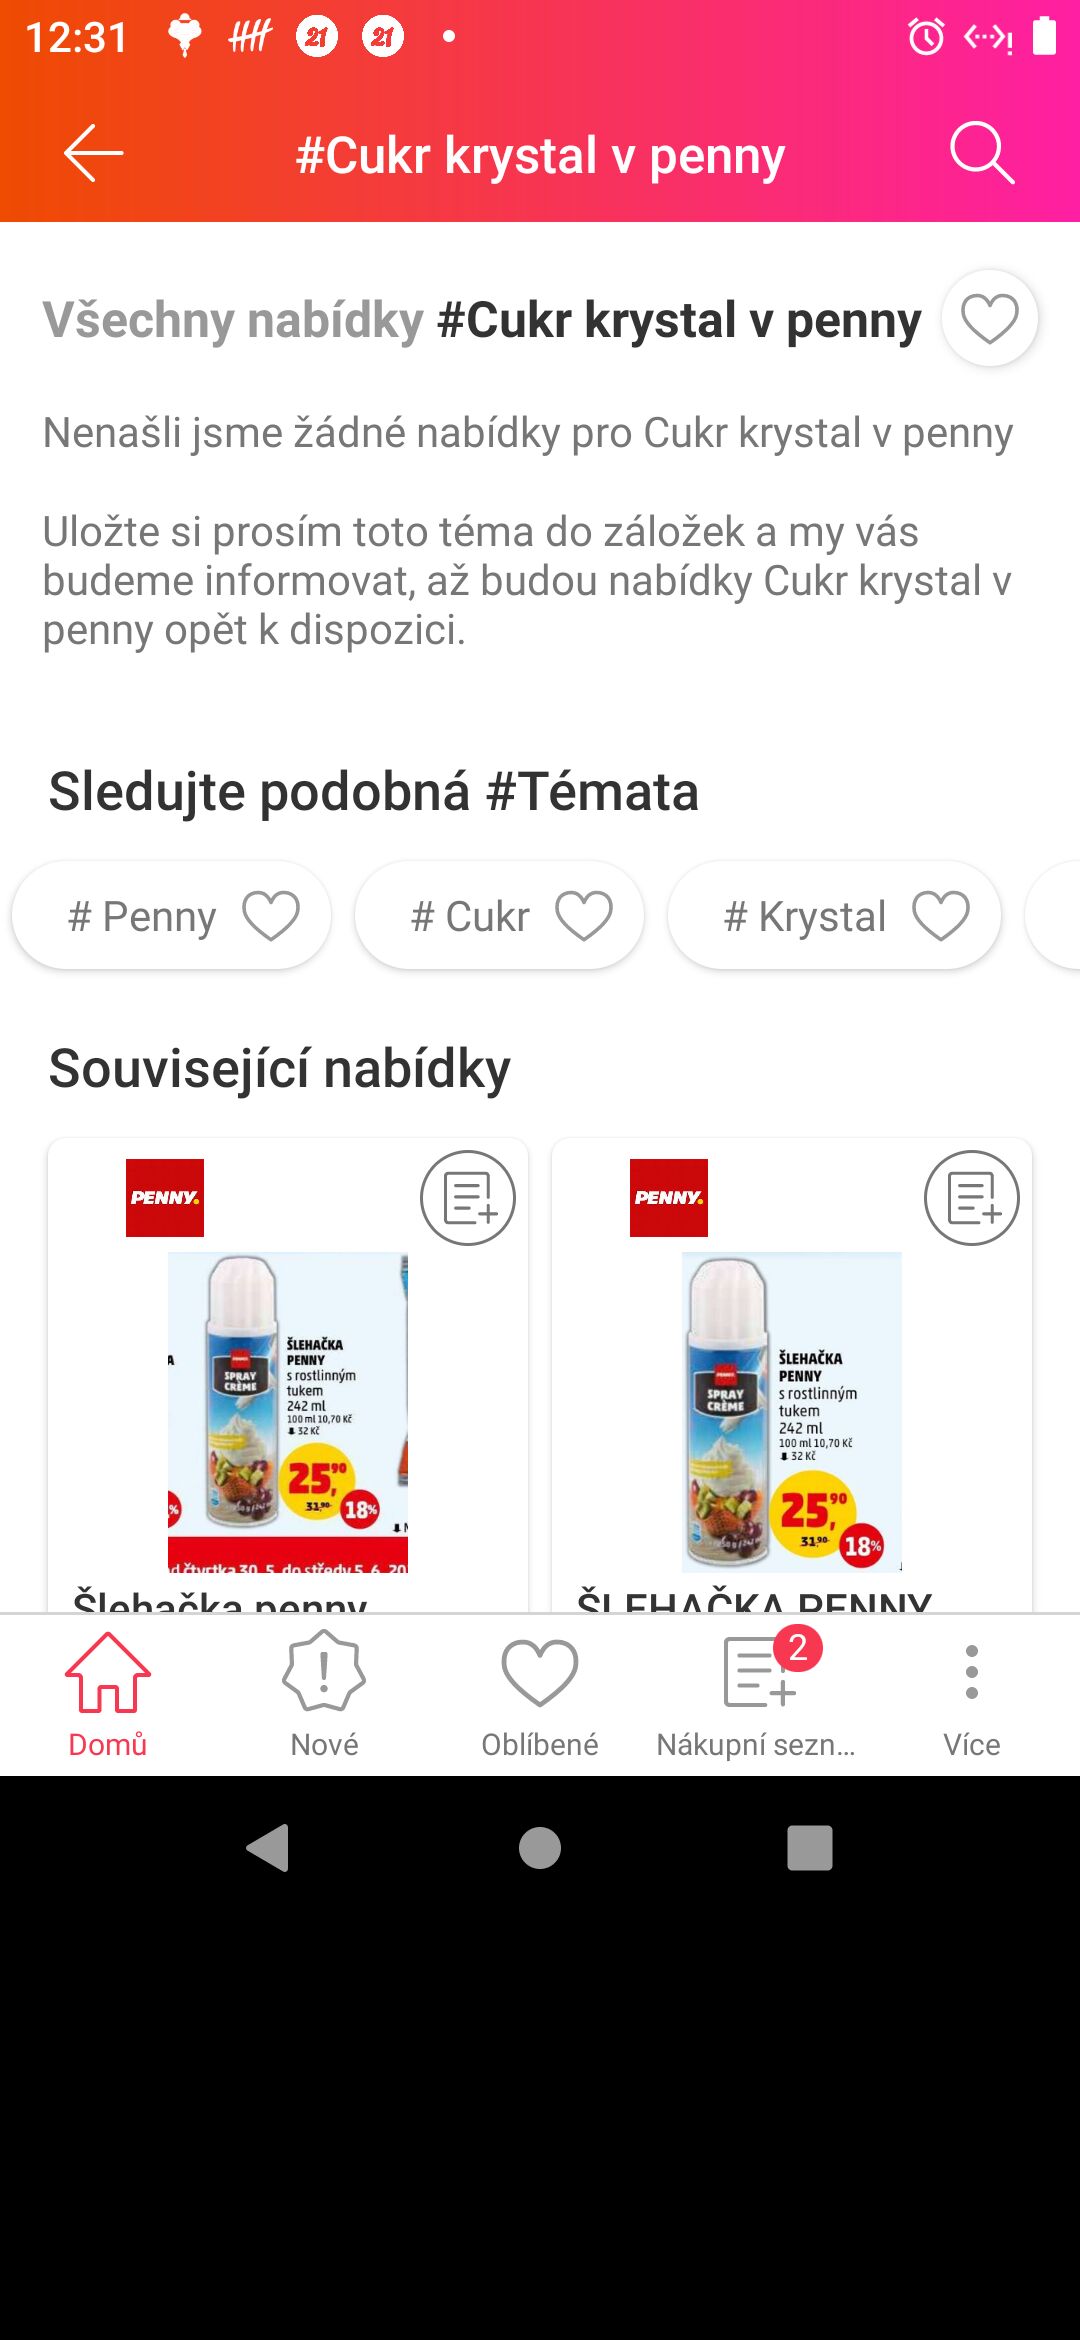 12:31
21
21
#Cukr krystal v penny
Všechny nabídky #Cukr krystal v penny
Nenašli jsme žádné nabídky pro Cukr krystal v penny
Uložte si prosím toto téma do záložek a my vás
budeme informovat, až budou nabídky Cukr krystal v
penny opět k dispozici.
Sledujte podobná #Témata
# Penny
# Cukr
# Krystal
Související nabídky
PENNY.
A
SPRAY
CRÈME
ŠLEHAČKA
PENNY
s rostlinným
tukem
242 ml
100 ml 10,70 Kč
32 Kč
25,90
31,90
18%
%
d čtvrtka 30. 5. do středy 5. 6. 20
Šlehačka penny
PENNY.
SPRAY
CRÈME
ŠLEHAČKA
PENNY
s rostlinným
tukem
242 ml
100 ml 10,70 Kč
32 Kč
25,90
31,90
18%
ŠLEHAČKA PENNY
Domů
Nové
Oblíbené
2
Nákupní sezn...
Více